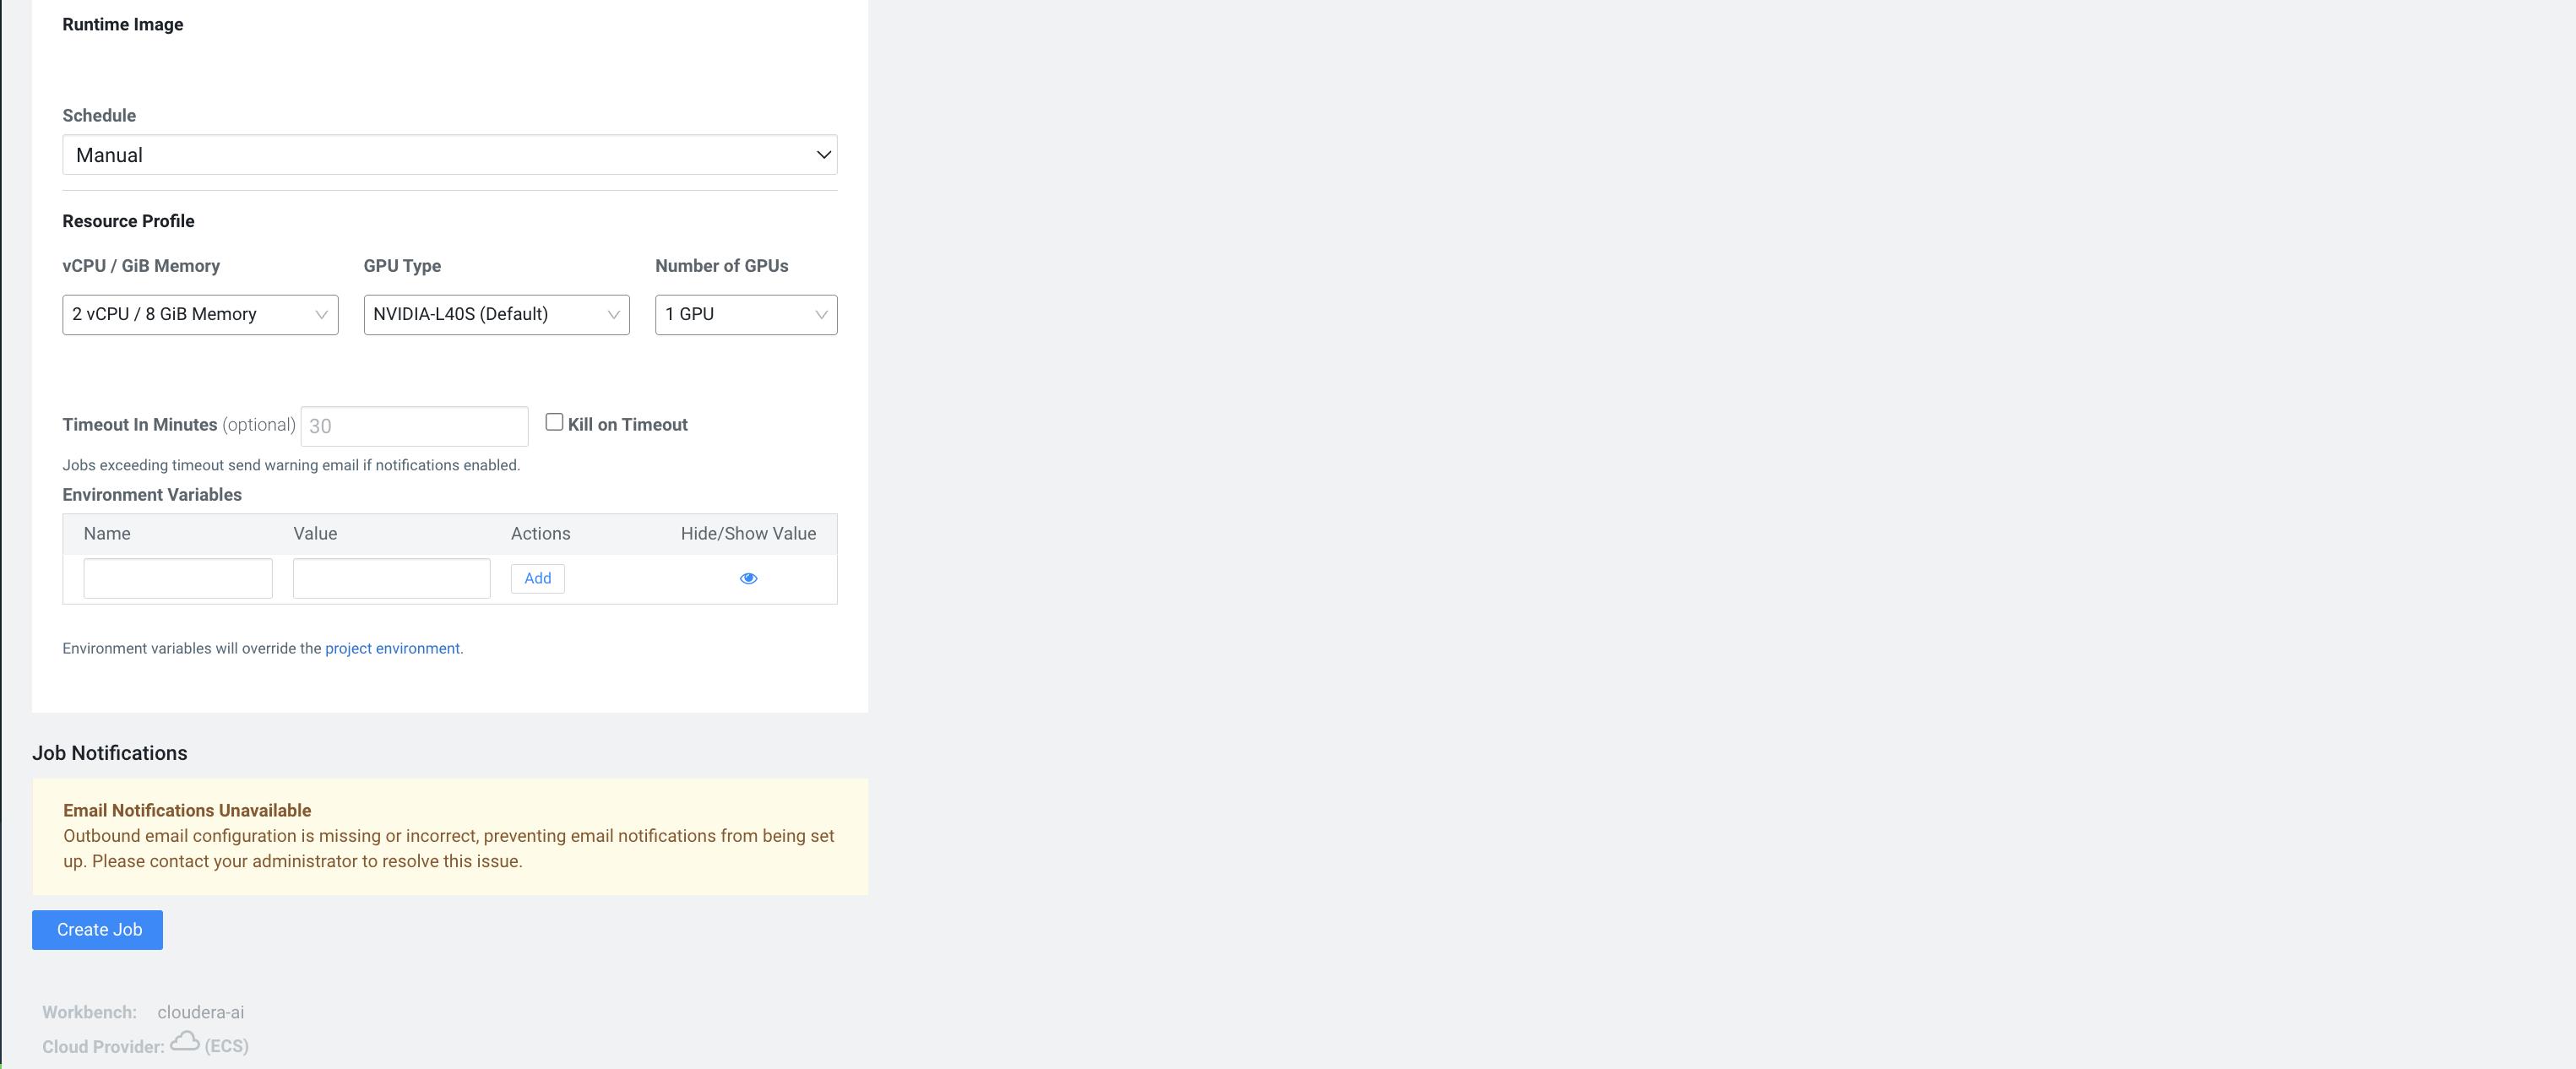 Runtime Image
Schedule
Manual
Resource Profile
vCPU / GiB Memory GPU Type Number of GPUs
2 vCPU / 8 GiB Memory NVIDIA-L40S (Default) 1 GPU
Timeout In Minutes (optional) 30 Kill on Timeout
Jobs exceeding timeout send warning email if notifications enabled.
Environment Variables
Name Value Actions Hide/Show Value
Add
Environment variables will override the project environment.
Job Notifications
Email Notifications Unavailable
Outbound email configuration is missing or incorrect, preventing email notifications from being set
up. Please contact your administrator to resolve this issue.
Create Job
Workbench: cloudera-ai
Cloud Provider: (ECS)